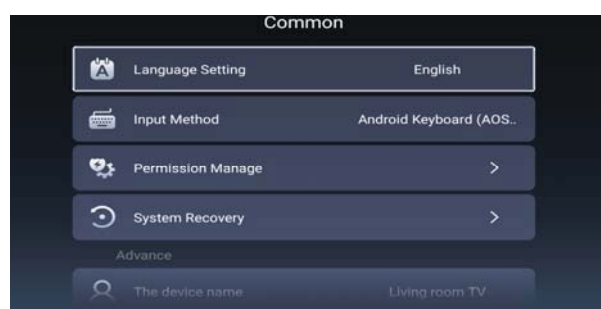 Common
Language Setting English
Input Method Android Keyboard (AOS..
Permission Manage >
System Recovery >
Advance
The device name Living room TV